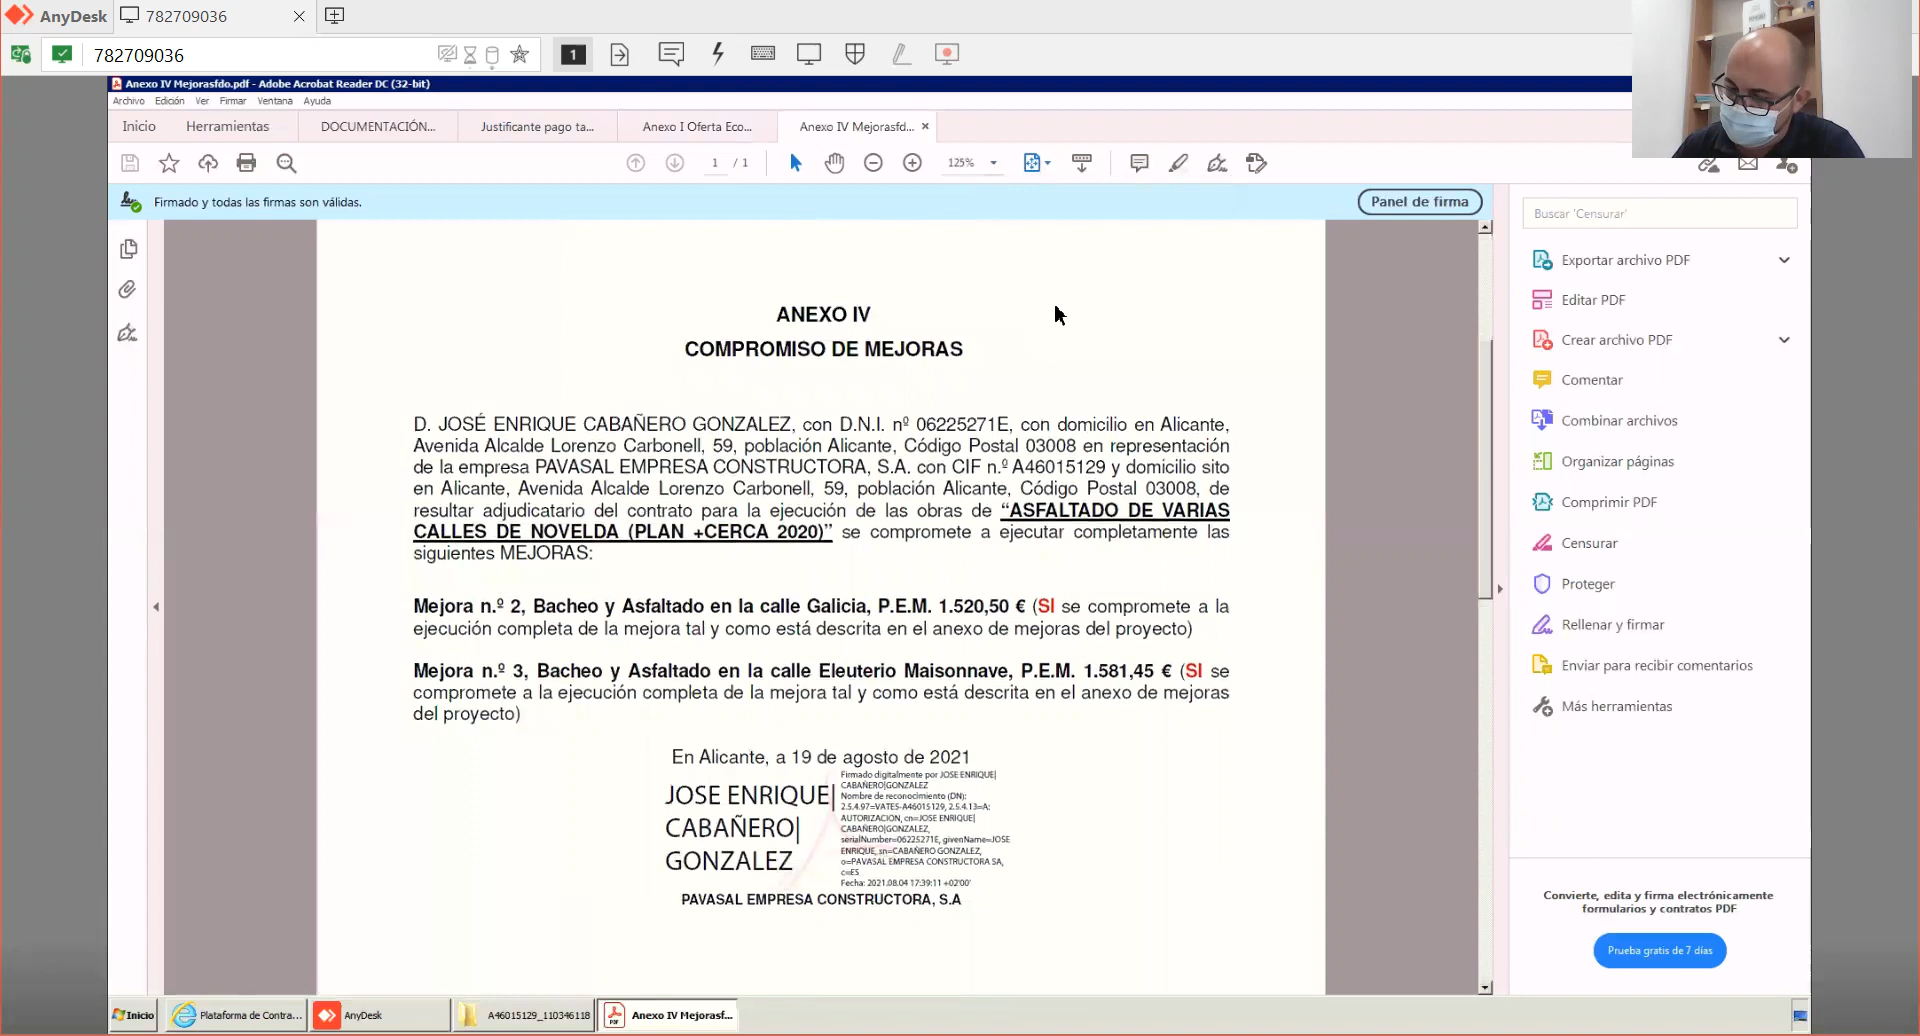 AnyDesk
782709036
782709036
1
Anexo IV Mejorasfdo.pdf - Adobe Acrobat Reader DC (32-bit)
Archivo Edición Ver Firmar Ventana Ayuda
Inicio Herramientas DOCUMENTACIÓN... Justificante pago ta... Anexo I Oferta Eco... Anexo IV Mejorasfd...
1 / 1 125%
Firmado y todas las firmas son válidas.
Panel de firma
ANEXO IV
COMPROMISO DE MEJORAS
D. JOSÉ ENRIQUE CABAÑERO GONZALEZ, con D.N.I. nº 06225271E, con domicilio en Alicante,
Avenida Alcalde Lorenzo Carbonell, 59, población Alicante, Código Postal 03008 en representación
de la empresa PAVASAL EMPRESA CONSTRUCTORA, S.A. con CIF n.º A46015129 y domicilio sito
en Alicante, Avenida Alcalde Lorenzo Carbonell, 59, población Alicante, Código Postal 03008, de
resultar adjudicatario del contrato para la ejecución de las obras de “ASFALTADO DE VARIAS
CALLES DE NOVELDA (PLAN +CERCA 2020)” se compromete a ejecutar completamente las
siguientes MEJORAS:
Mejora n.º 2, Bacheo y Asfaltado en la calle Galicia, P.E.M. 1.520,50 € (SI se compromete a la
ejecución completa de la mejora tal y como está descrita en el anexo de mejoras del proyecto)
Mejora n.º 3, Bacheo y Asfaltado en la calle Eleuterio Maisonnave, P.E.M. 1.581,45 € (SI se
compromete a la ejecución completa de la mejora tal y como está descrita en el anexo de mejoras
del proyecto)
En Alicante, a 19 de agosto de 2021
JOSE ENRIQUE|
CABAÑERO|
GONZALEZ
Firmado digitalmente por JOSE ENRIQUE|
CABAÑERO|GONZALEZ
Nombre de reconocimiento (DN):
2.5.4.97=VATES-A46015129, 2.5.4.13=A:
AUTORIZACION, cn=JOSE ENRIQUE|
CABAÑERO|GONZALEZ,
serialNumber=06225271E, givenName=JOSE
ENRIQUE, sn=CABAÑERO GONZALEZ,
o=PAVASAL EMPRESA CONSTRUCTORA SA,
c=ES
Fecha: 2021.08.04 17:39:11 +02'00'
PAVASAL EMPRESA CONSTRUCTORA, S.A
Buscar 'Censurar'
Exportar archivo PDF
Editar PDF
Crear archivo PDF
Comentar
Combinar archivos
Organizar páginas
Comprimir PDF
Censurar
Proteger
Rellenar y firmar
Enviar para recibir comentarios
Más herramientas
Convierte, edita y firma electrónicamente
formularios y contratos PDF
Prueba gratis de 7 días
Inicio
Plataforma de Contra...
AnyDesk
A46015129_110346118
Anexo IV Mejorasf...